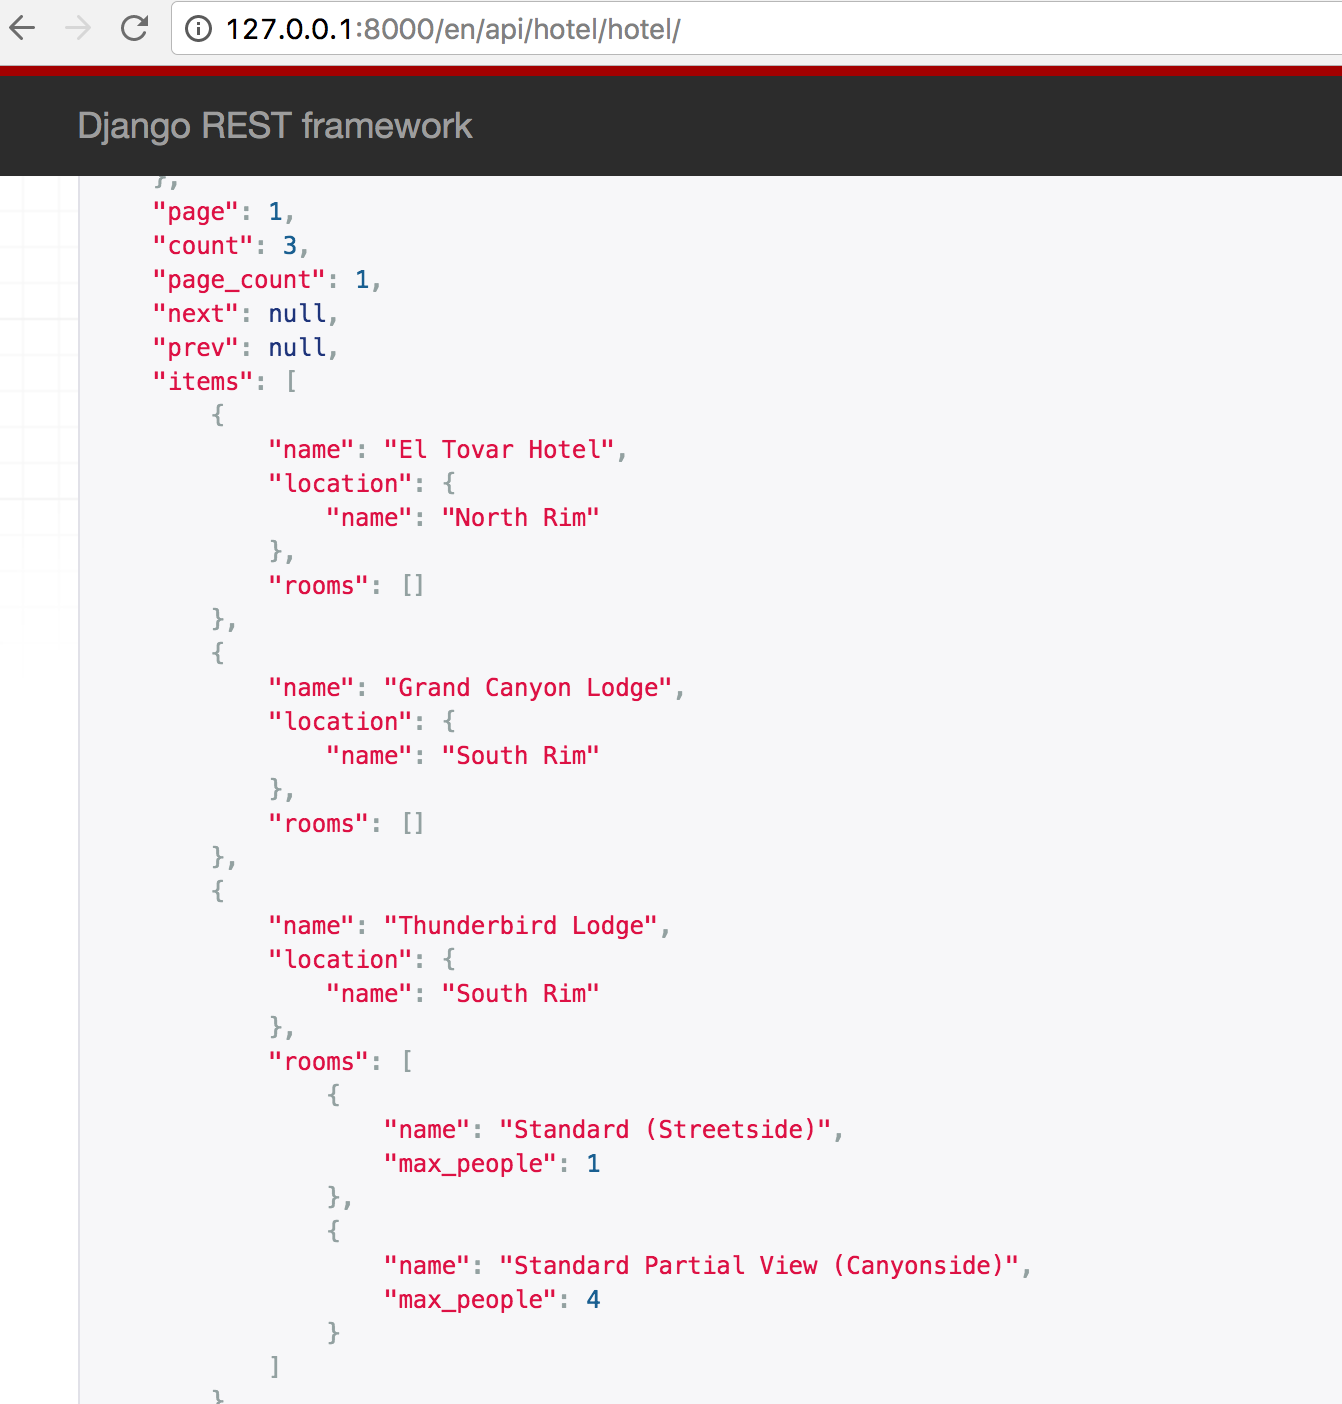 127.0.0.1:8000/en/api/hotel/hotel/
Django REST framework
},
"page": 1,
"count": 3,
"page_count": 1,
"next": null,
"prev": null,
"items": [
{
"name": "El Tovar Hotel",
"location": {
"name": "North Rim"
},
"rooms": []
},
{
"name": "Grand Canyon Lodge",
"location": {
"name": "South Rim"
},
"rooms": []
},
{
"name": "Thunderbird Lodge",
"location": {
"name": "South Rim"
},
"rooms": [
{
"name": "Standard (Streetside)",
"max_people": 1
},
{
"name": "Standard Partial View (Canyonside)",
"max_people": 4
}
]
}